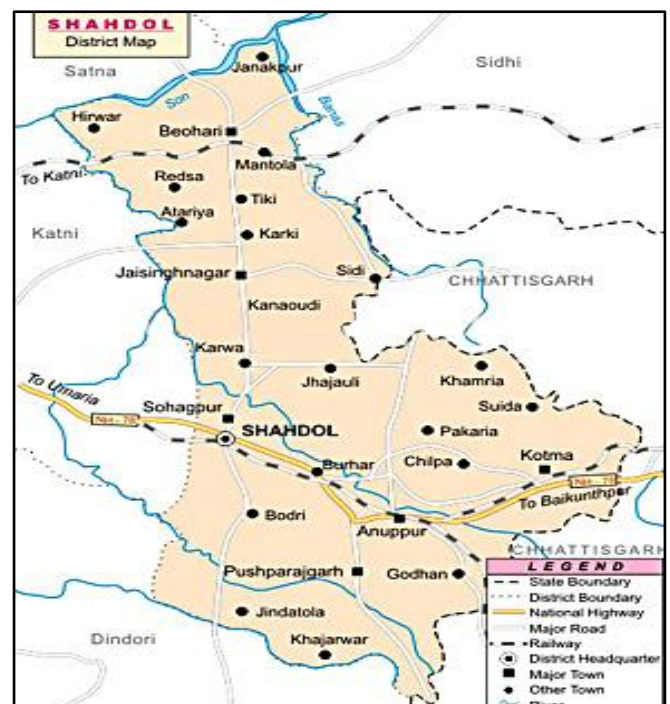 SHAHDOL
District Map
Satna
Janakpur
Sidhi
Son
Banas
Hirwar
Beohari
Mantola
To Katni
Redsa
Tiki
Atariya
Karki
Katni
Jaisinghnagar
Sidi
CHHATTISGARH
Kanaoudi
Karwa
To Umaria
Jhajauli
Khamria
Sohagpur
Suida
NH - 78
SHAHDOL
Pakaria
Chilpa
Kotma
Burhar
NH - 78
To Baikunthpur
Bodri
Anuppur
CHHATTISGARH
Pushparajgarh
Godhan
Jindatola
Dindori
Khajarwar
LEGEND
State Boundary
District Boundary
National Highway
Major Road
Railway
District Headquarter
Major Town
Other Town
River